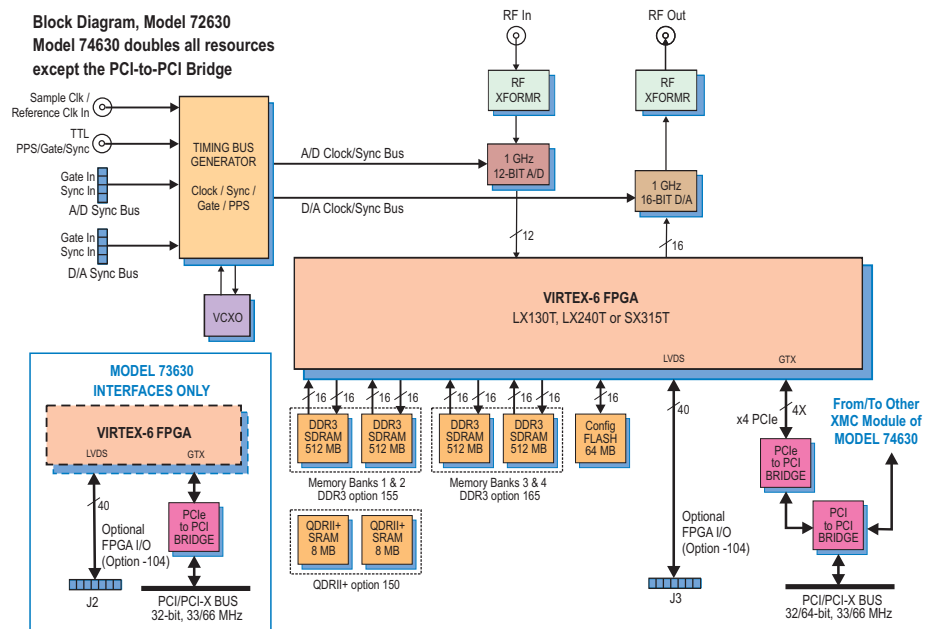 Block Diagram, Model 72630
Model 74630 doubles all resources
except the PCI-to-PCI Bridge
RF In
RF Out
Sample Clk /
Reference Clk In
TTL
PPS/Gate/Sync
Gate In
Sync In
A/D Sync Bus
Gate In
Sync In
D/A Sync Bus
TIMING BUS
GENERATOR
Clock / Sync /
Gate / PPS
VCXO
A/D Clock/Sync Bus
D/A Clock/Sync Bus
RF
XFORMR
RF
XFORMR
1 GHz
12-BIT A/D
1 GHz
16-BIT D/A
12
16
VIRTEX-6 FPGA
LX130T, LX240T or SX315T
LVDS
GTX
MODEL 73630
INTERFACES ONLY
VIRTEX-6 FPGA
LVDS
GTX
40
Optional
FPGA I/O
(Option -104)
PCIe
to PCI
BRIDGE
J2
PCI/PCI-X BUS
32-bit, 33/66 MHz
16
16
16
16
16
16
16
16
16
DDR3
SDRAM
512 MB
DDR3
SDRAM
512 MB
DDR3
SDRAM
512 MB
DDR3
SDRAM
512 MB
Config
FLASH
64 MB
Memory Banks 1 & 2
DDR3 option 155
Memory Banks 3 & 4
DDR3 option 165
QDRII+
SRAM
8 MB
QDRII+
SRAM
8 MB
QDRII+ option 150
40
Optional
FPGA I/O
(Option -104)
J3
x4 PCIe
4X
From/To Other
XMC Module of
MODEL 74630
PCIe
to PCI
BRIDGE
PCI
to PCI
BRIDGE
PCI/PCI-X BUS
32/64-bit, 33/66 MHz